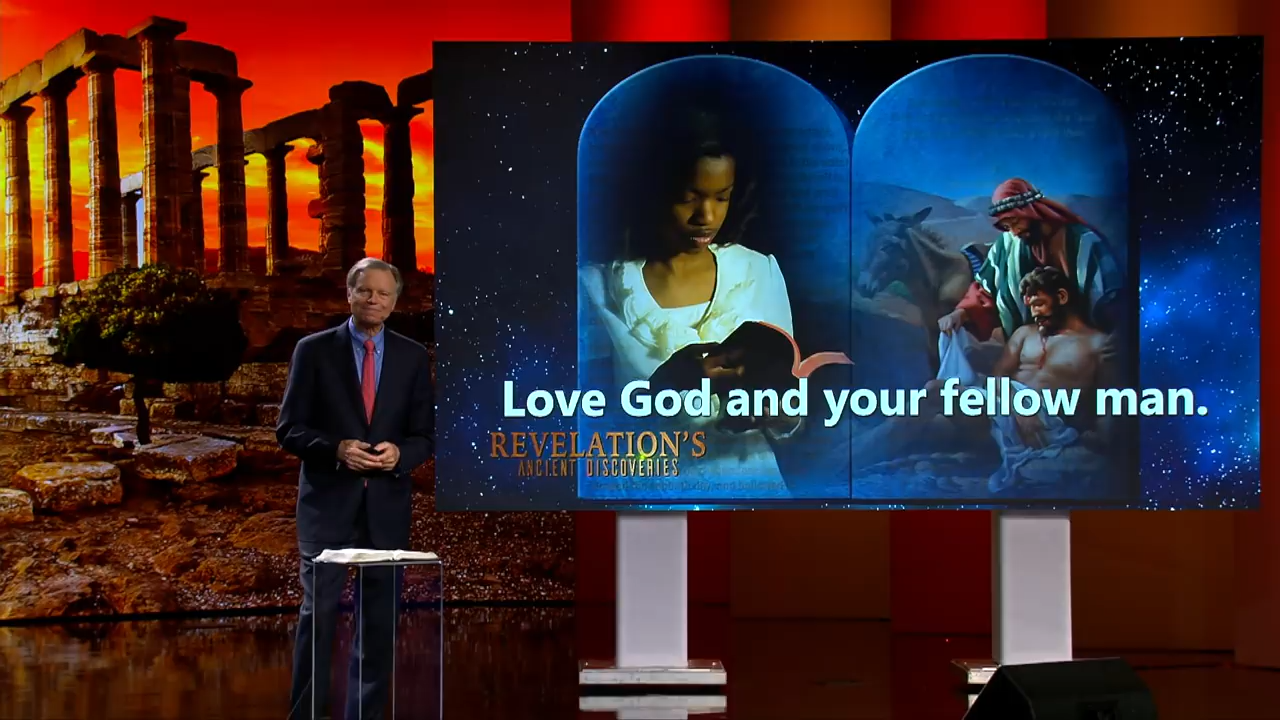 Love God and your fellow man.
REVELATION'S
ANCIENT DISCOVERIES